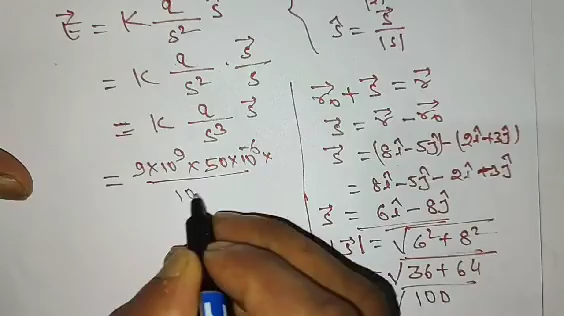 E⃗ = K q/s² ŝ
= K q/s² · s⃗/s
= K q/s³ s⃗
= 9×10⁹ × 50×10⁻⁶ × / 10
ŝ = s⃗/|s|
r⃗₀ + s⃗ = r⃗
s⃗ = r⃗ - r⃗₀
s⃗ = (8î-5ĵ)-(2î+3ĵ)
= 8î-5ĵ-2î+3ĵ
s⃗ = 6î-8ĵ
|s⃗| = √6²+8²
√36+64
√100